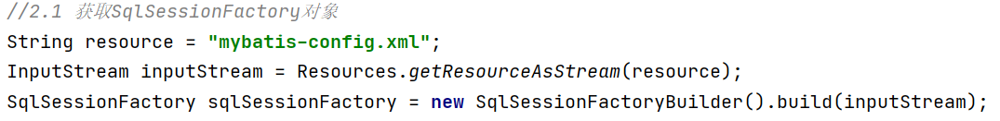 //2.1 获取SqlSessionFactory对象
String resource = "mybatis-config.xml";
InputStream inputStream = Resources.getResourceAsStream(resource);
SqlSessionFactory sqlSessionFactory = new SqlSessionFactoryBuilder().build(inputStream);